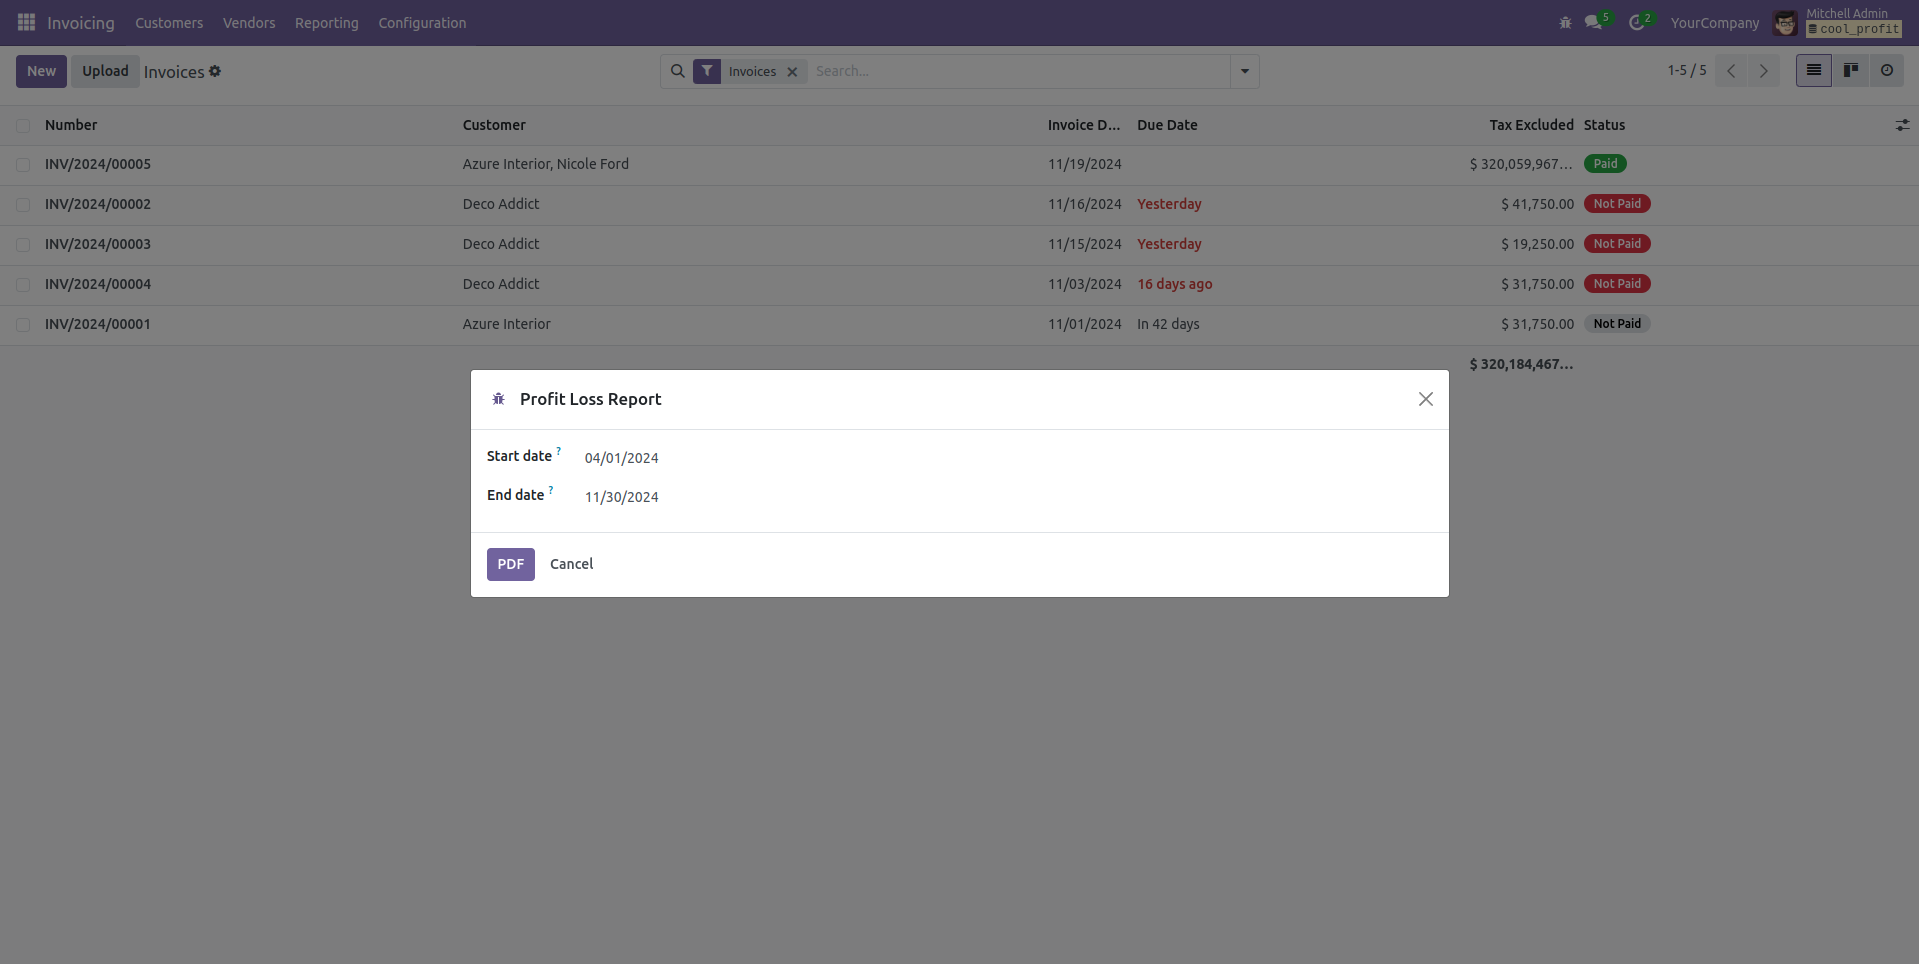 Invoicing Customers Vendors Reporting Configuration 5 2 YourCompany Mitchell Admin
cool_profit
New Upload Invoices Invoices Search... 1-5 / 5
Number Customer Invoice D... Due Date Tax Excluded Status
INV/2024/00005 Azure Interior, Nicole Ford 11/19/2024 $ 320,059,967... Paid
INV/2024/00002 Deco Addict 11/16/2024 Yesterday $ 41,750.00 Not Paid
INV/2024/00003 Deco Addict 11/15/2024 Yesterday $ 19,250.00 Not Paid
INV/2024/00004 Deco Addict 11/03/2024 16 days ago $ 31,750.00 Not Paid
INV/2024/00001 Azure Interior 11/01/2024 In 42 days $ 31,750.00 Not Paid
$ 320,184,467...
Profit Loss Report
Start date ? 04/01/2024
End date ? 11/30/2024
PDF Cancel